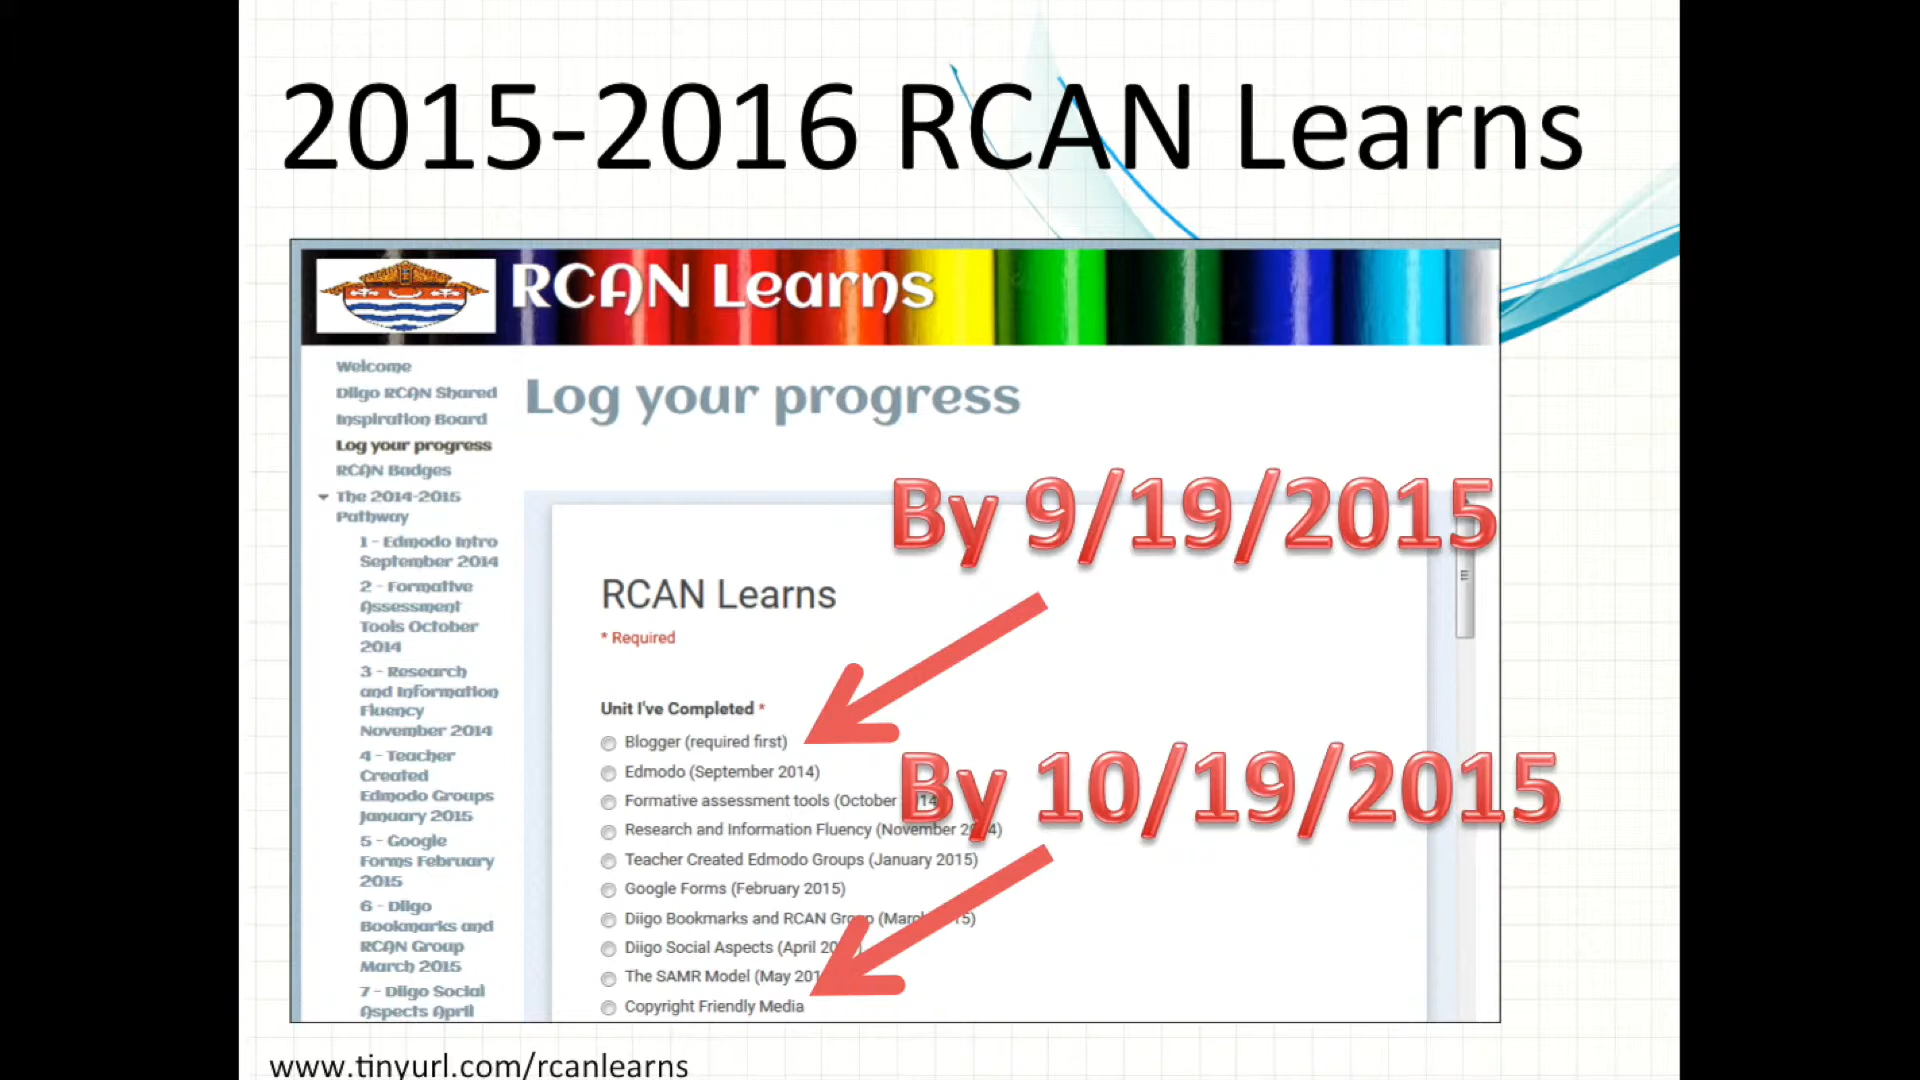 2015-2016 RCAN Learns
RCAN Learns
Welcome
Diigo RCAN Shared
Inspiration Board
Log your progress
RCAN Badges
The 2014-2015
Pathway
1 - Edmodo Intro
September 2014
2 - Formative
Assessment
Tools October
2014
3 - Research
and Information
Fluency
November 2014
4 - Teacher
Created
Edmodo Groups
January 2015
5 - Google
Forms February
2015
6 - Diigo
Bookmarks and
RCAN Group
March 2015
7 - Diigo Social
Aspects April
Log your progress
By 9/19/2015
RCAN Learns
* Required
Unit I've Completed *
Blogger (required first)
Edmodo (September 2014)
By 10/19/2015
Formative assessment tools (October 2014)
Research and Information Fluency (November 2014)
Teacher Created Edmodo Groups (January 2015)
Google Forms (February 2015)
Diigo Bookmarks and RCAN Group (March 2015)
Diigo Social Aspects (April 2015)
The SAMR Model (May 2015)
Copyright Friendly Media
www.tinyurl.com/rcanlearns